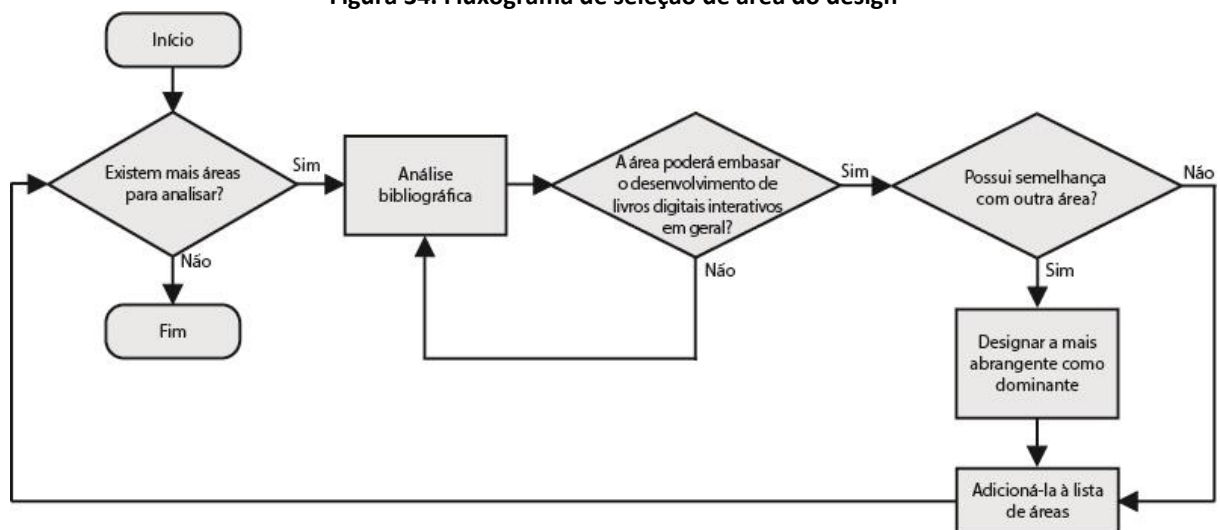 Figura 34. Fluxograma de seleção de área do design
Início
Existem mais áreas
para analisar?
Sim
Não
Fim
Análise
bibliográfica
A área poderá embasar
o desenvolvimento de
livros digitais interativos
em geral?
Sim
Não
Possui semelhança
com outra área?
Não
Sim
Designar a mais
abrangente como
dominante
Adicioná-la à lista
de áreas